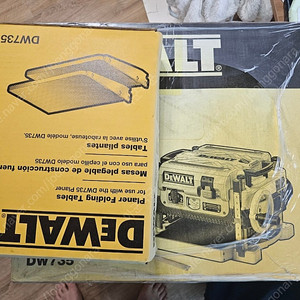 DEWALT
Planer Folding Tables
for use with the DW735 Planer
Mesas plegable de construcción fuer
para uso con el cepillo modelo DW735
Tables pliantes
S'utilise avec la raboteuse, modèle DW735.
DW735
ALT
DEWALT
DW735